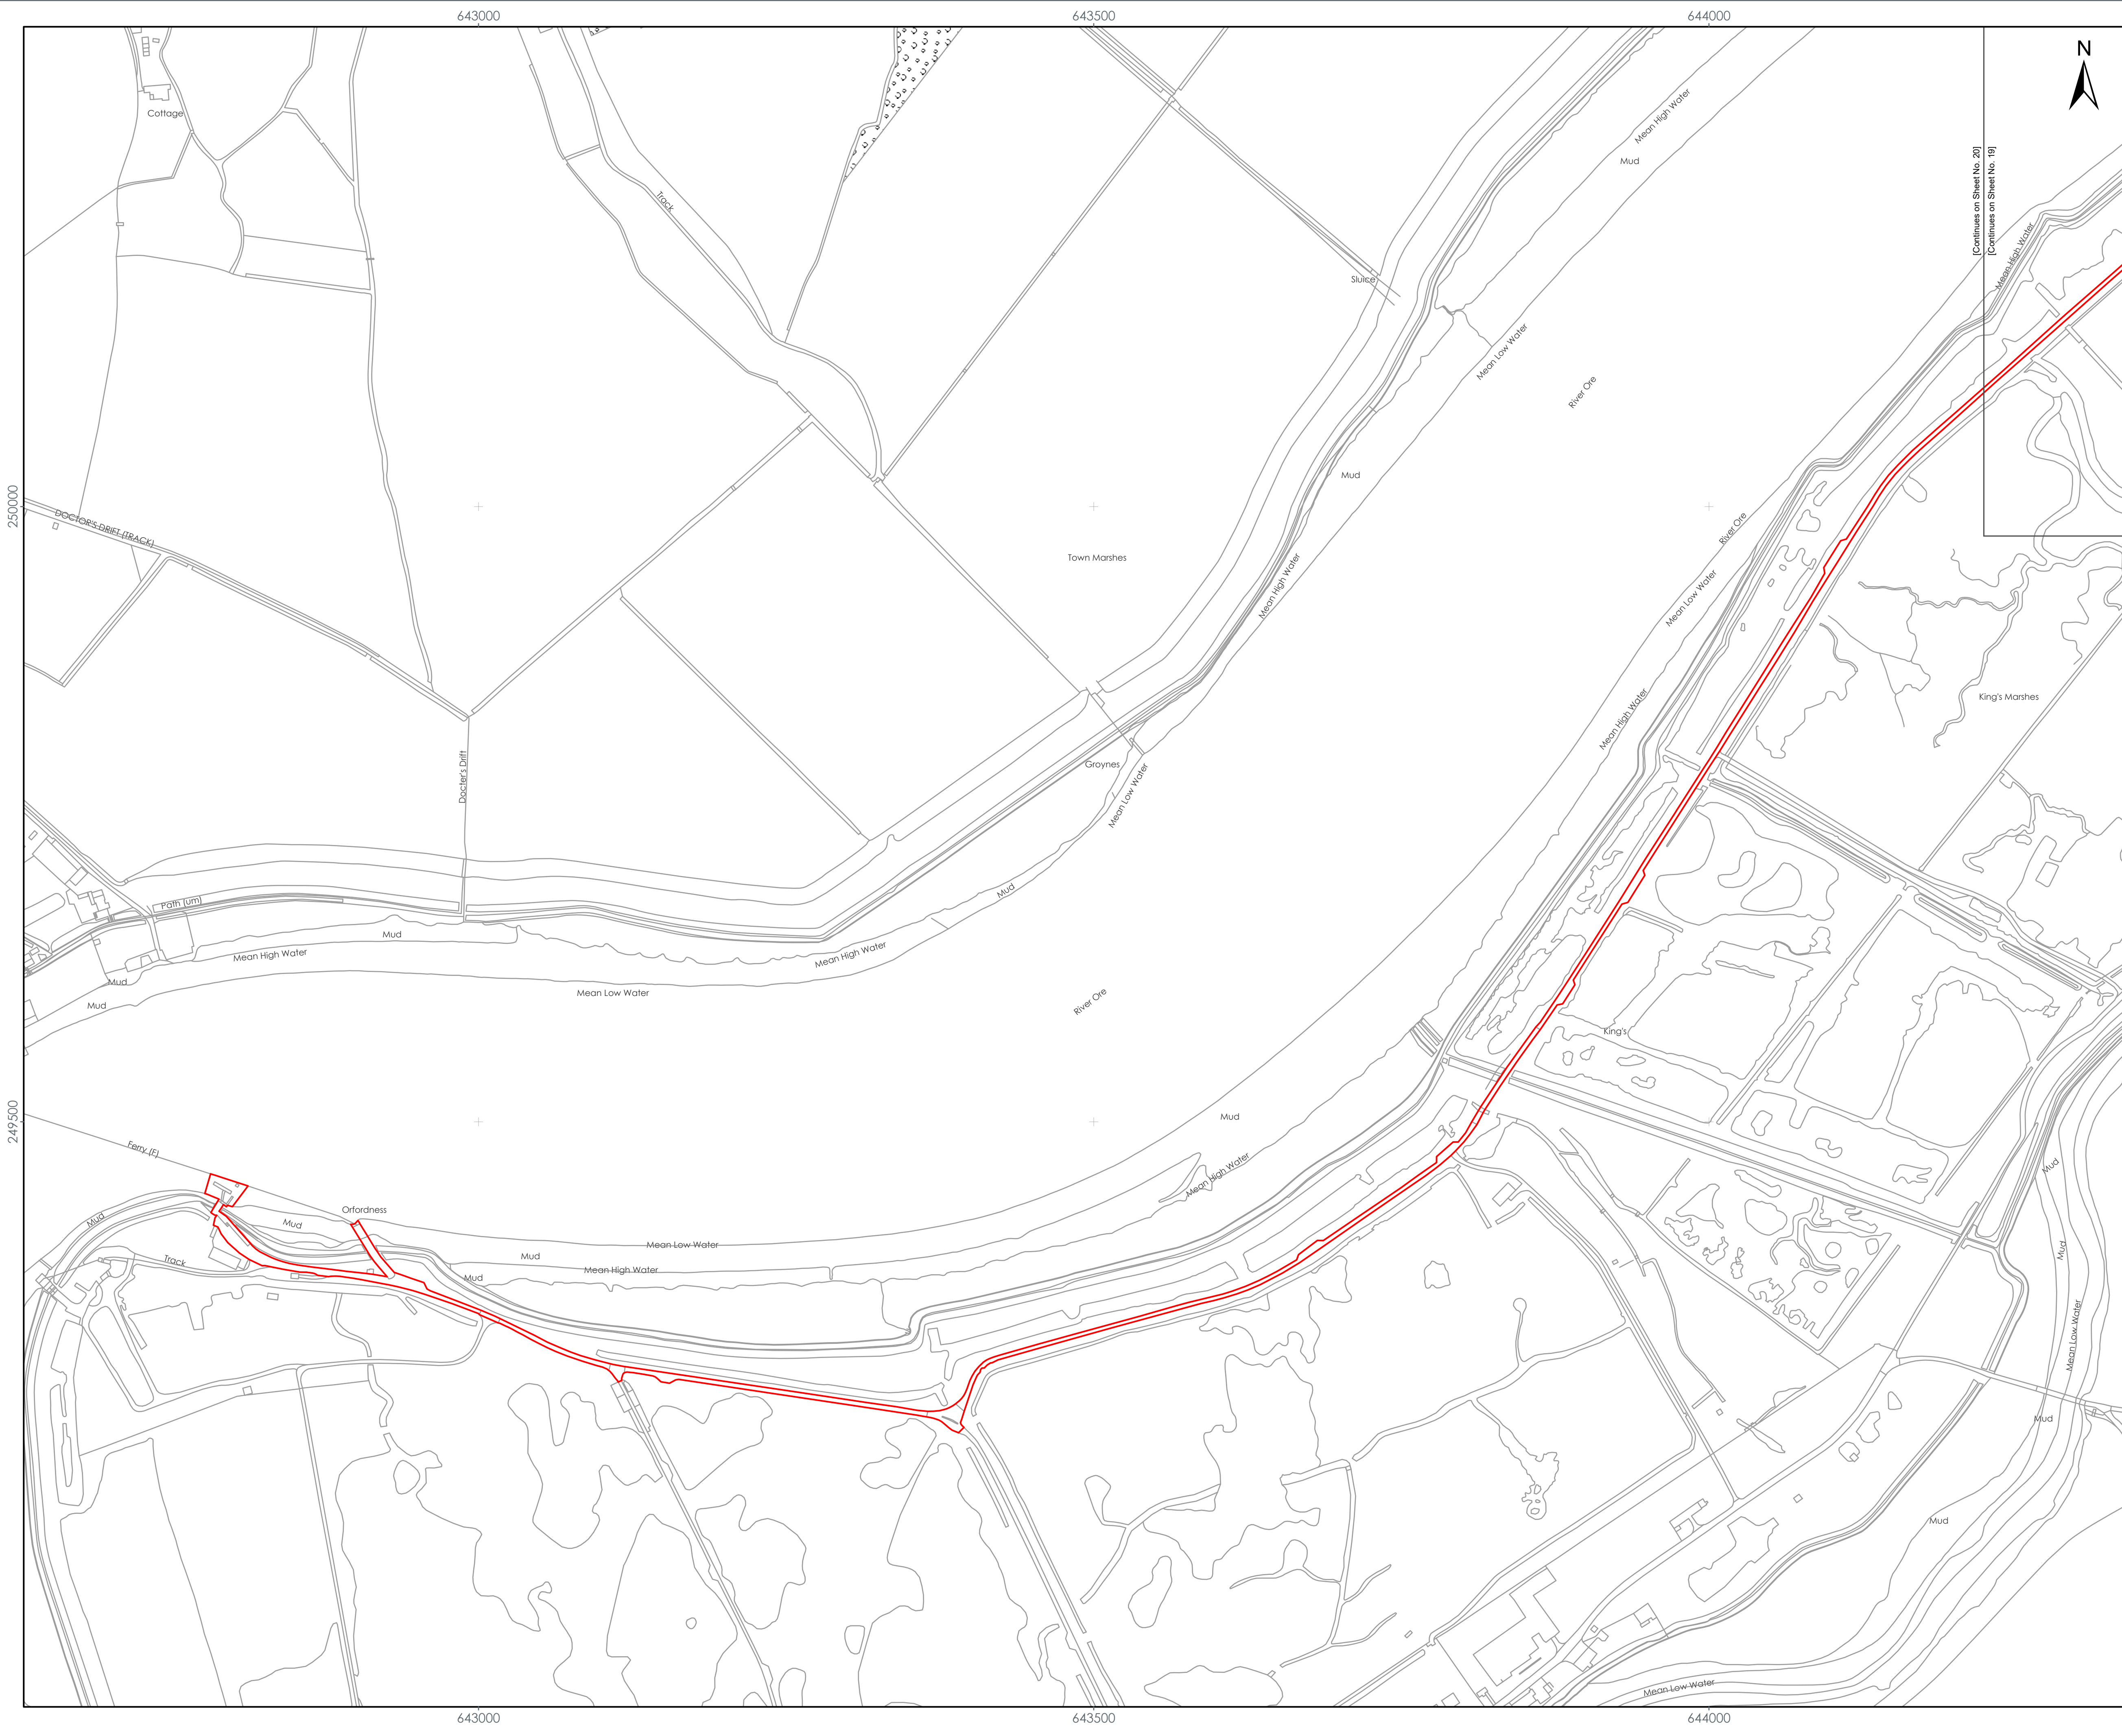 643000
643500
644000
N
Cottage
Mean High Water
Mud
[Continues on Sheet No. 20]
[Continues on Sheet No. 19]
Track
Mean High Water
Sluice
Mean Low Water
River Ore
Mud
250000
DOCTOR'S DRIFT (TRACK)
River Ore
Town Marshes
Mean High Water
Mean Low Water
King's Marshes
Mean High Water
Doctor's Drift
Groynes
Mean Low Water
Mud
Path (um)
Mud
Mean High Water
Mean High Water
Mud
Mean Low Water
Mud
River Ore
King's
249500
Mud
Ferry (F)
Mean High Water
Mud
Orfordness
Mud
Mud
Mean Low Water
Mud
Mud
Track
Mean High Water
Mud
Mean Low Water
Mud
Mud
Mean Low Water
643000
643500
644000